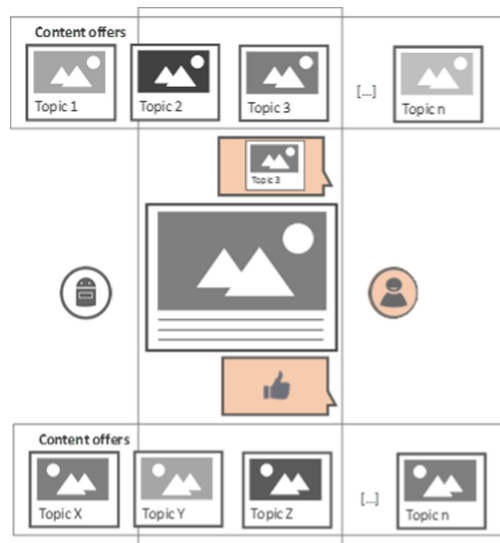 Content offers
Topic 1
Topic 2
Topic 3
[...]
Topic n
Topic 3
Content offers
Topic X
Topic Y
Topic Z
[...]
Topic n